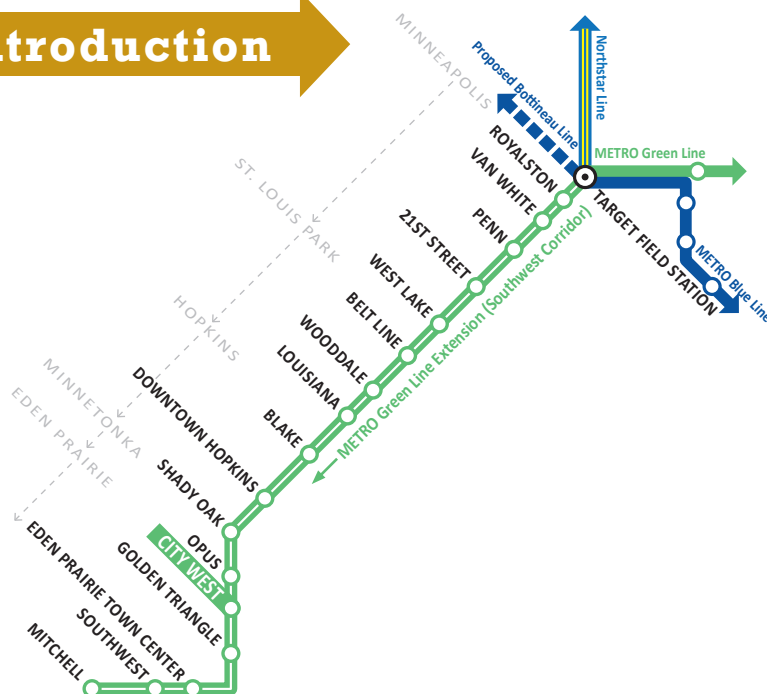 troduction
MINNEAPOLIS
ST. LOUIS PARK
HOPKINS
MINNETONKA
EDEN PRAIRIE
Proposed Bottineau Line
Northstar Line
METRO Green Line
METRO Blue Line
TARGET FIELD STATION
ROYALSTON
VAN WHITE
PENN
21ST STREET
WEST LAKE
BELT LINE
WOODDALE
LOUISIANA
BLAKE
DOWNTOWN HOPKINS
SHADY OAK
OPUS
CITY WEST
GOLDEN TRIANGLE
EDEN PRAIRIE TOWN CENTER
SOUTHWEST
MITCHELL
METRO Green Line Extension (Southwest Corridor)